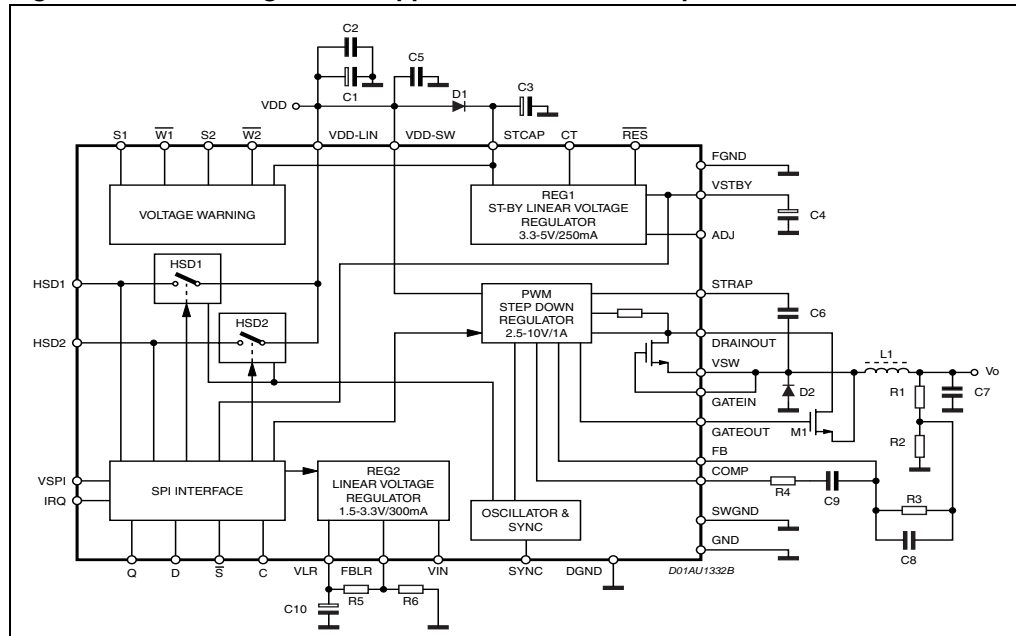 C2
C5
C1
D1
C3
VDD
S1 W1 S2 W2 VDD-LIN VDD-SW STCAP CT RES
FGND
VSTBY
C4
ADJ
VOLTAGE WARNING
REG1
ST-BY LINEAR VOLTAGE
REGULATOR
3.3-5V/250mA
HSD1
HSD1
HSD2
HSD2
PWM
STEP DOWN
REGULATOR
2.5-10V/1A
STRAP
C6
DRAINOUT
VSW
L1
Vo
GATEIN
D2
R1
C7
GATEOUT
M1
R2
FB
COMP
R4
C9
R3
C8
SWGND
GND
VSPI
IRQ
SPI INTERFACE
REG2
LINEAR VOLTAGE
REGULATOR
1.5-3.3V/300mA
OSCILLATOR &
SYNC
Q D S C VLR FBLR VIN SYNC DGND
D01AU1332B
C10
R5
R6